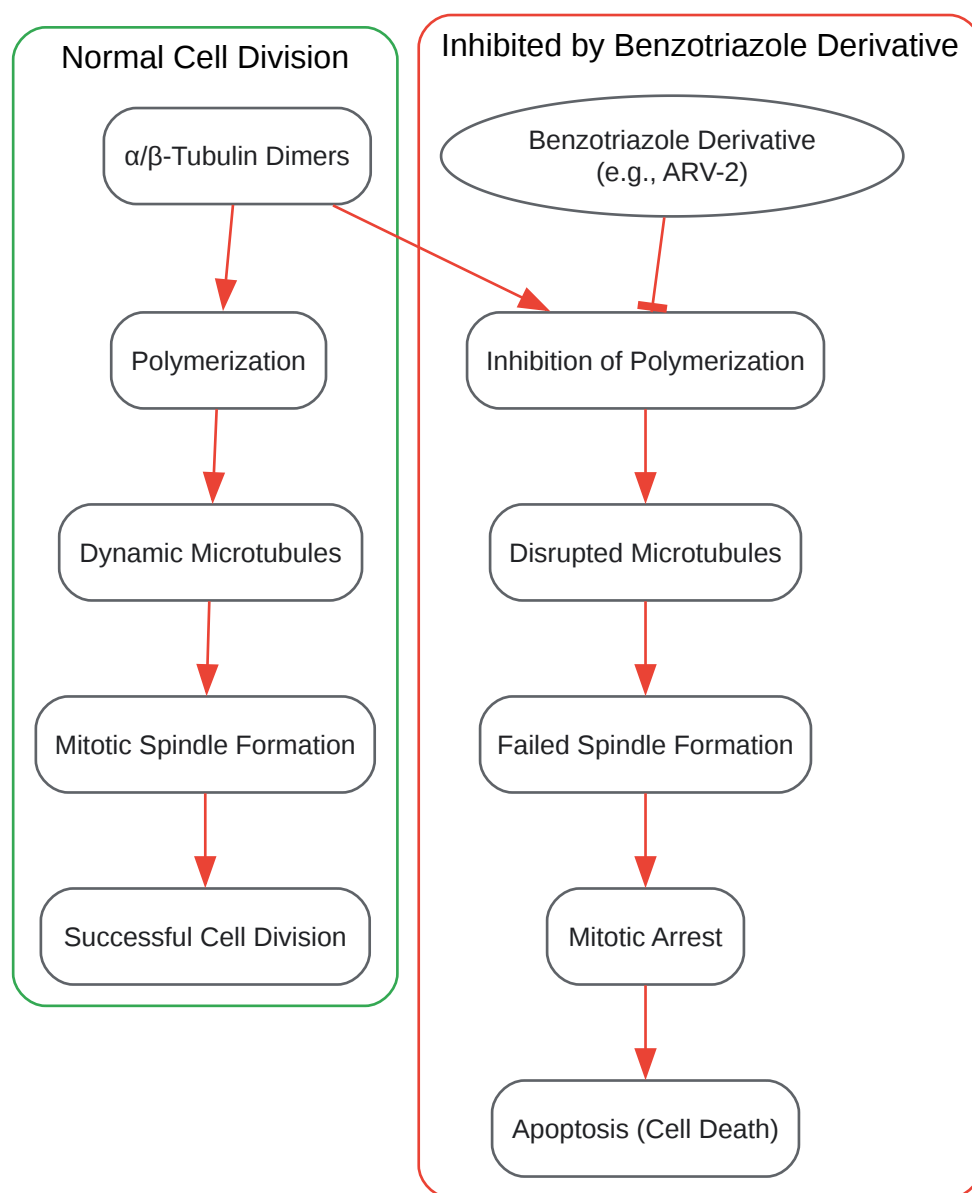 Normal Cell Division
α/β-Tubulin Dimers
Polymerization
Dynamic Microtubules
Mitotic Spindle Formation
Successful Cell Division
Inhibited by Benzotriazole Derivative
Benzotriazole Derivative
(e.g., ARV-2)
Inhibition of Polymerization
Disrupted Microtubules
Failed Spindle Formation
Mitotic Arrest
Apoptosis (Cell Death)